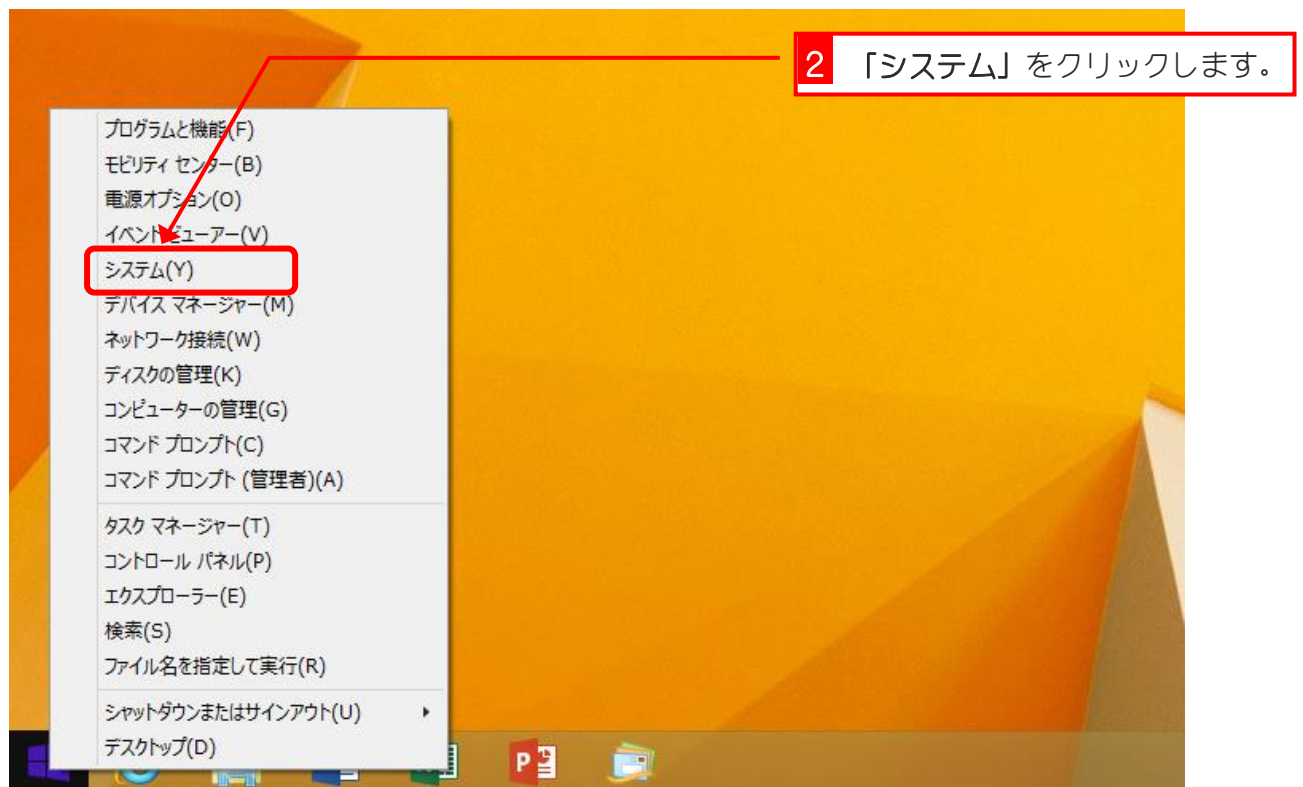 2 「システム」をクリックします。
プログラムと機能(F)
モビリティ センター(B)
電源オプション(O)
イベント ビューアー(V)
システム(Y)
デバイス マネージャー(M)
ネットワーク接続(W)
ディスクの管理(K)
コンピューターの管理(G)
コマンド プロンプト(C)
コマンド プロンプト (管理者)(A)
タスク マネージャー(T)
コントロール パネル(P)
エクスプローラー(E)
検索(S)
ファイル名を指定して実行(R)
シャットダウンまたはサインアウト(U)
デスクトップ(D)
P